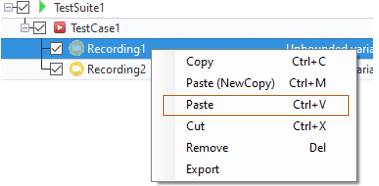 TestSuite1
TestCase1
Recording1 Unbounded varia
Recording2
Copy Ctrl+C
Paste (NewCopy) Ctrl+M
Paste Ctrl+V
Cut Ctrl+X
Remove Del
Export